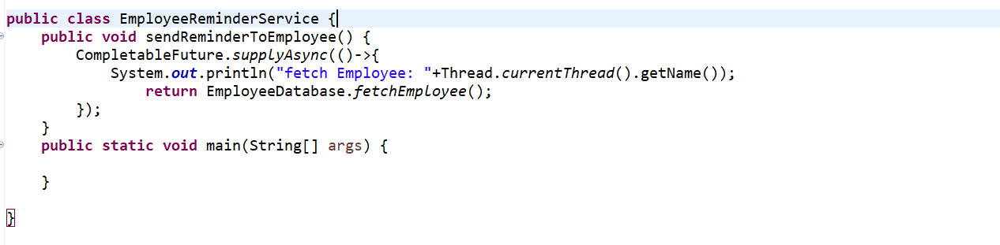 public class EmployeeReminderService {
public void sendReminderToEmployee() {
CompletableFuture.supplyAsync(()->{
System.out.println("fetch Employee: "+Thread.currentThread().getName());
return EmployeeDatabase.fetchEmployee();
});
}
public static void main(String[] args) {
}
}